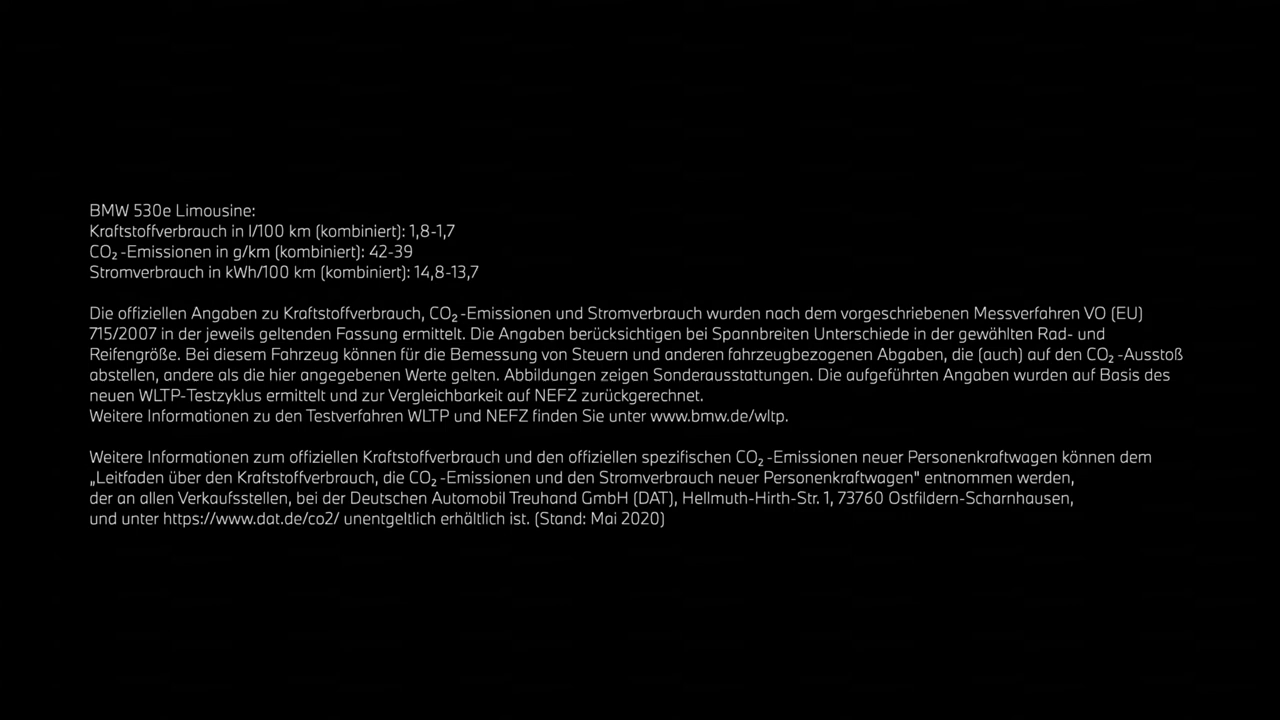 BMW 530e Limousine:
Kraftstoffverbrauch in l/100 km (kombiniert): 1,8-1,7
CO₂ -Emissionen in g/km (kombiniert): 42-39
Stromverbrauch in kWh/100 km (kombiniert): 14,8-13,7
Die offiziellen Angaben zu Kraftstoffverbrauch, CO₂ -Emissionen und Stromverbrauch wurden nach dem vorgeschriebenen Messverfahren VO (EU)
715/2007 in der jeweils geltenden Fassung ermittelt. Die Angaben berücksichtigen bei Spannbreiten Unterschiede in der gewählten Rad- und
Reifengröße. Bei diesem Fahrzeug können für die Bemessung von Steuern und anderen fahrzeugbezogenen Abgaben, die (auch) auf den CO₂ -Ausstoß
abstellen, andere als die hier angegebenen Werte gelten. Abbildungen zeigen Sonderausstattungen. Die aufgeführten Angaben wurden auf Basis des
neuen WLTP-Testzyklus ermittelt und zur Vergleichbarkeit auf NEFZ zurückgerechnet.
Weitere Informationen zu den Testverfahren WLTP und NEFZ finden Sie unter www.bmw.de/wltp.
Weitere Informationen zum offiziellen Kraftstoffverbrauch und den offiziellen spezifischen CO₂ -Emissionen neuer Personenkraftwagen können dem
„Leitfaden über den Kraftstoffverbrauch, die CO₂ -Emissionen und den Stromverbrauch neuer Personenkraftwagen" entnommen werden,
der an allen Verkaufsstellen, bei der Deutschen Automobil Treuhand GmbH (DAT), Hellmuth-Hirth-Str. 1, 73760 Ostfildern-Scharnhausen,
und unter https://www.dat.de/co2/ unentgeltlich erhältlich ist. (Stand: Mai 2020)